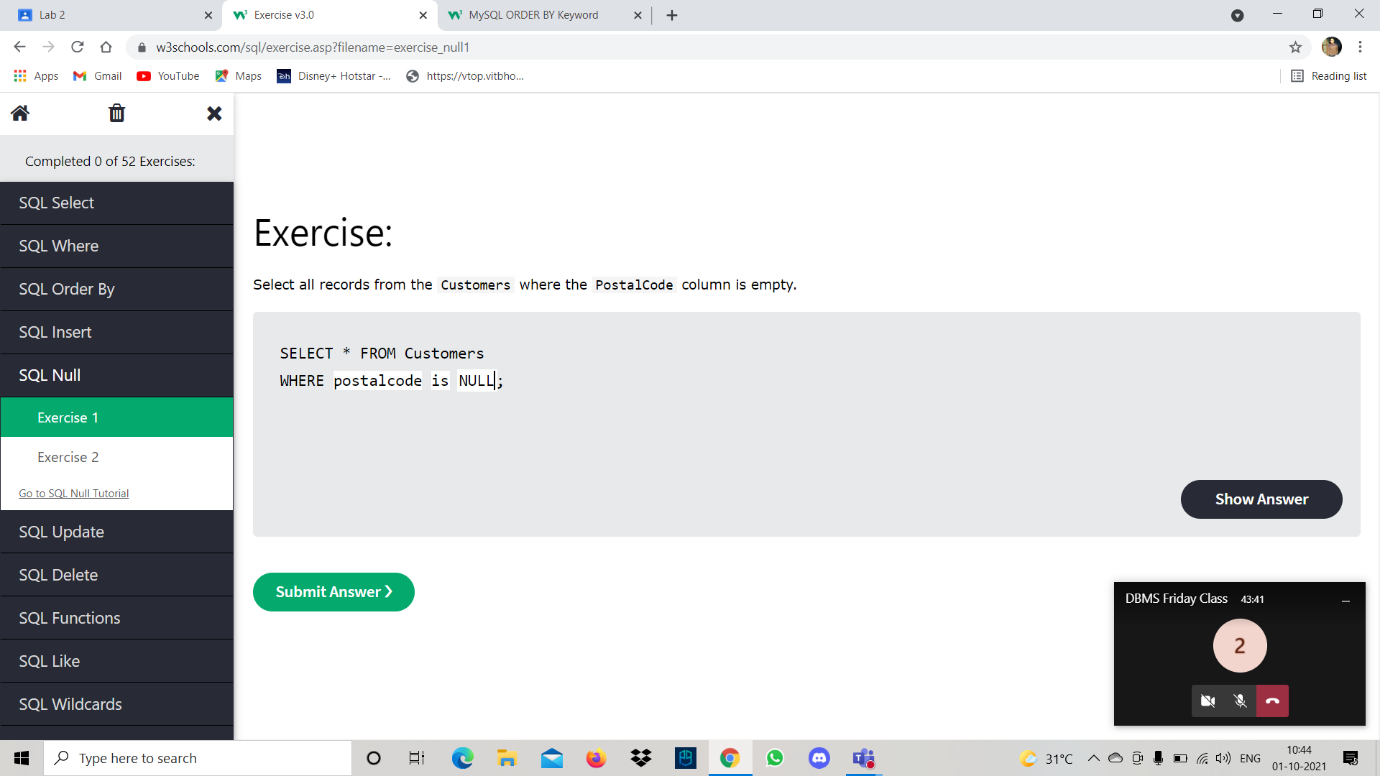 Lab 2
Exercise v3.0
MySQL ORDER BY Keyword
w3schools.com/sql/exercise.asp?filename=exercise_null1
Apps
Gmail
YouTube
Maps
Disney+ Hotstar -...
https://vtop.vitbho...
Reading list
Completed 0 of 52 Exercises:
SQL Select
SQL Where
SQL Order By
SQL Insert
SQL Null
Exercise 1
Exercise 2
Go to SQL Null Tutorial
SQL Update
SQL Delete
SQL Functions
SQL Like
SQL Wildcards
Exercise:
Select all records from the Customers where the PostalCode column is empty.
SELECT * FROM Customers
WHERE postalcode is NULL;
Show Answer
Submit Answer ❯
DBMS Friday Class 43:41
2
Type here to search
31°C
ENG
10:44
01-10-2021